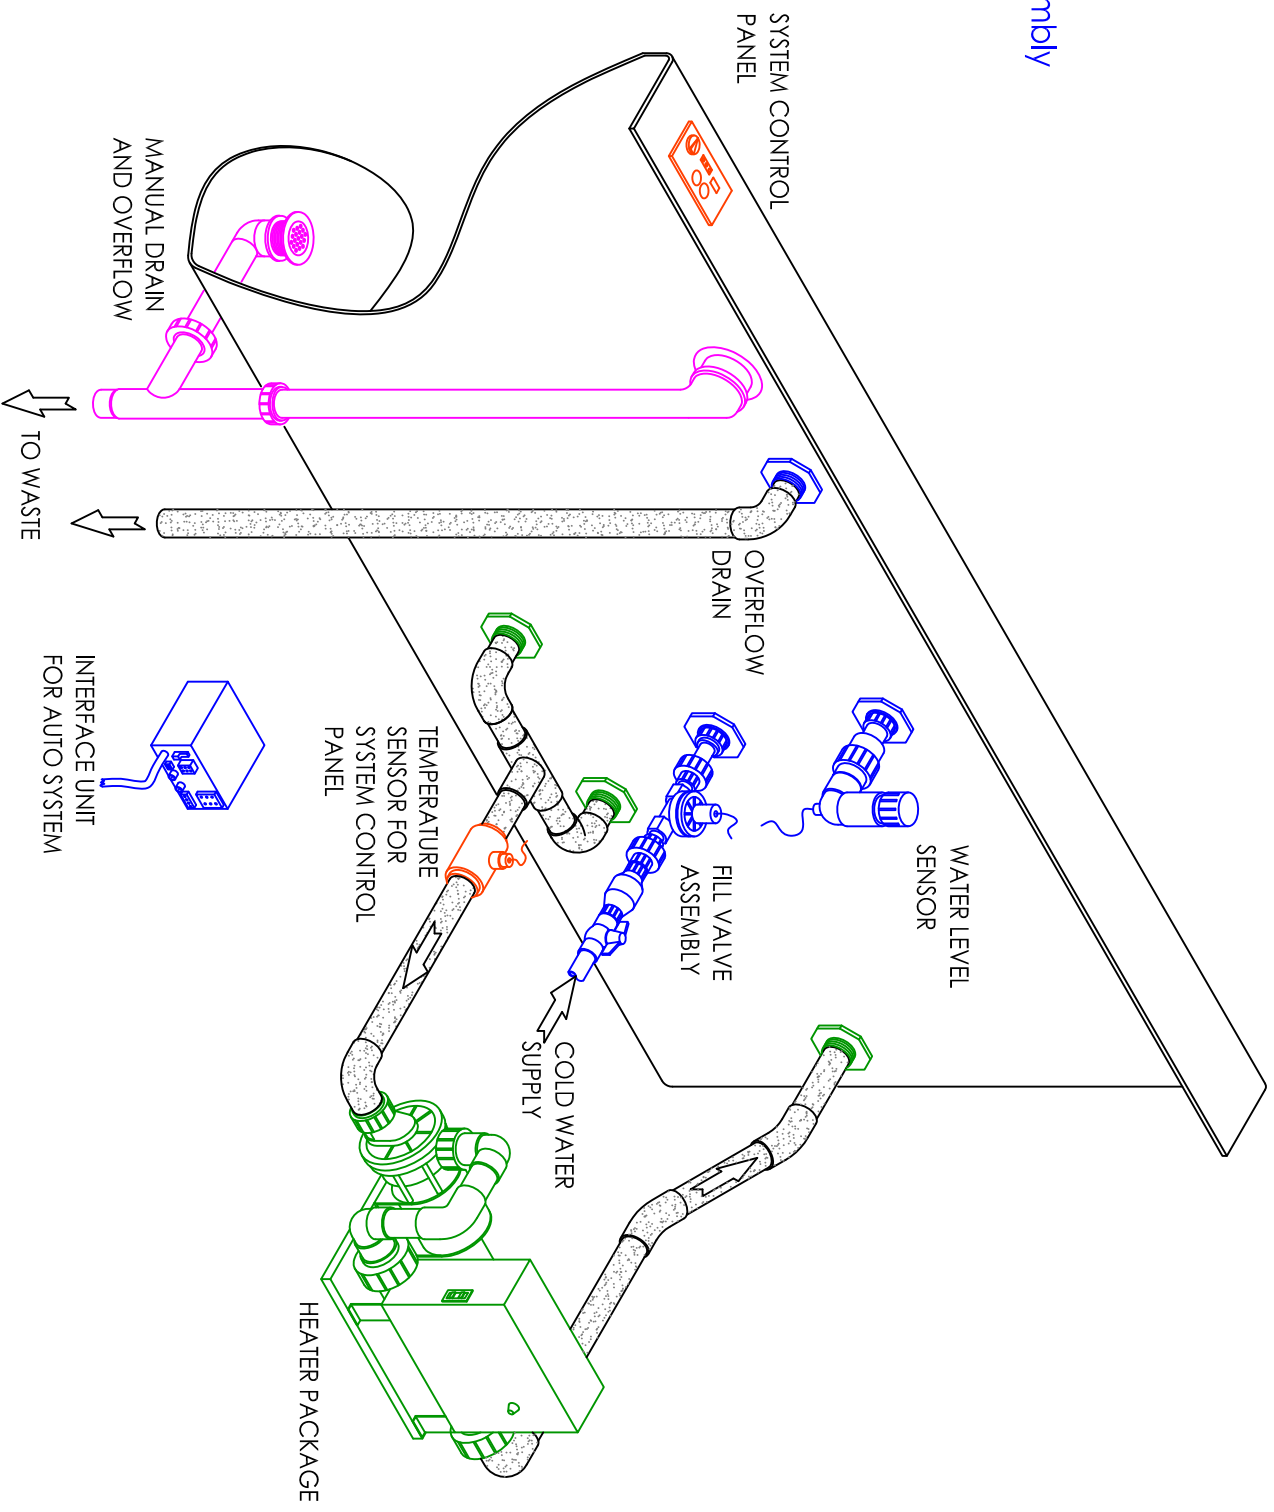 mbly
SYSTEM CONTROL
PANEL
MANUAL DRAIN
AND OVERFLOW
TO WASTE
OVERFLOW
DRAIN
INTERFACE UNIT
FOR AUTO SYSTEM
TEMPERATURE
SENSOR FOR
SYSTEM CONTROL
PANEL
FILL VALVE
ASSEMBLY
WATER LEVEL
SENSOR
COLD WATER
SUPPLY
HEATER PACKAGE